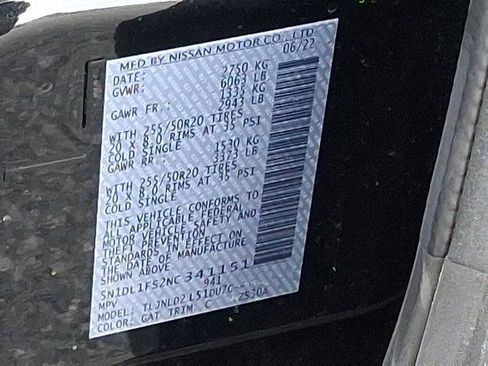 MFD BY NISSAN MOTOR CO., LTD
DATE: 06/22
GVWR: 2750 KG
6063 LB
GAWR FR.: 1335 KG
2943 LB
WITH 255/50R20 TIRES
20 X 8.0 RIMS AT 35 PSI
COLD SINGLE
GAWR RR: 1530 KG
3373 LB
WITH 255/50R20 TIRES
20 X 8.0 RIMS AT 35 PSI
COLD SINGLE
THIS VEHICLE CONFORMS TO
ALL APPLICABLE FEDERAL
MOTOR VEHICLE SAFETY AND
THEFT PREVENTION
STANDARDS IN EFFECT ON
THE DATE OF MANUFACTURE
SHOWN ABOVE
5N1DL1FS2NC341151
MPV 941
MODEL: TLJNLD2L51DU7C--
COLOR: GAT TRIM C ZS30A